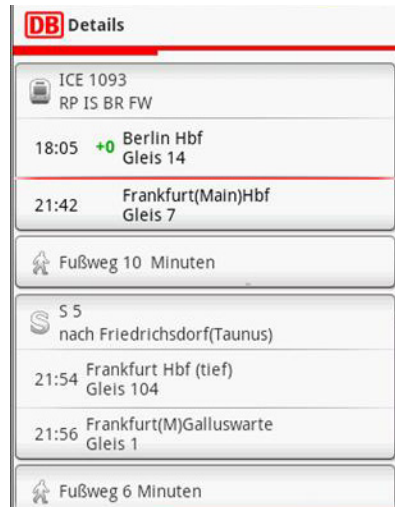 DB Details
ICE 1093
RP IS BR FW
18:05 +0 Berlin Hbf
Gleis 14
21:42 Frankfurt(Main)Hbf
Gleis 7
Fußweg 10 Minuten
S S 5
nach Friedrichsdorf(Taunus)
21:54 Frankfurt Hbf (tief)
Gleis 104
21:56 Frankfurt(M)Galluswarte
Gleis 1
Fußweg 6 Minuten